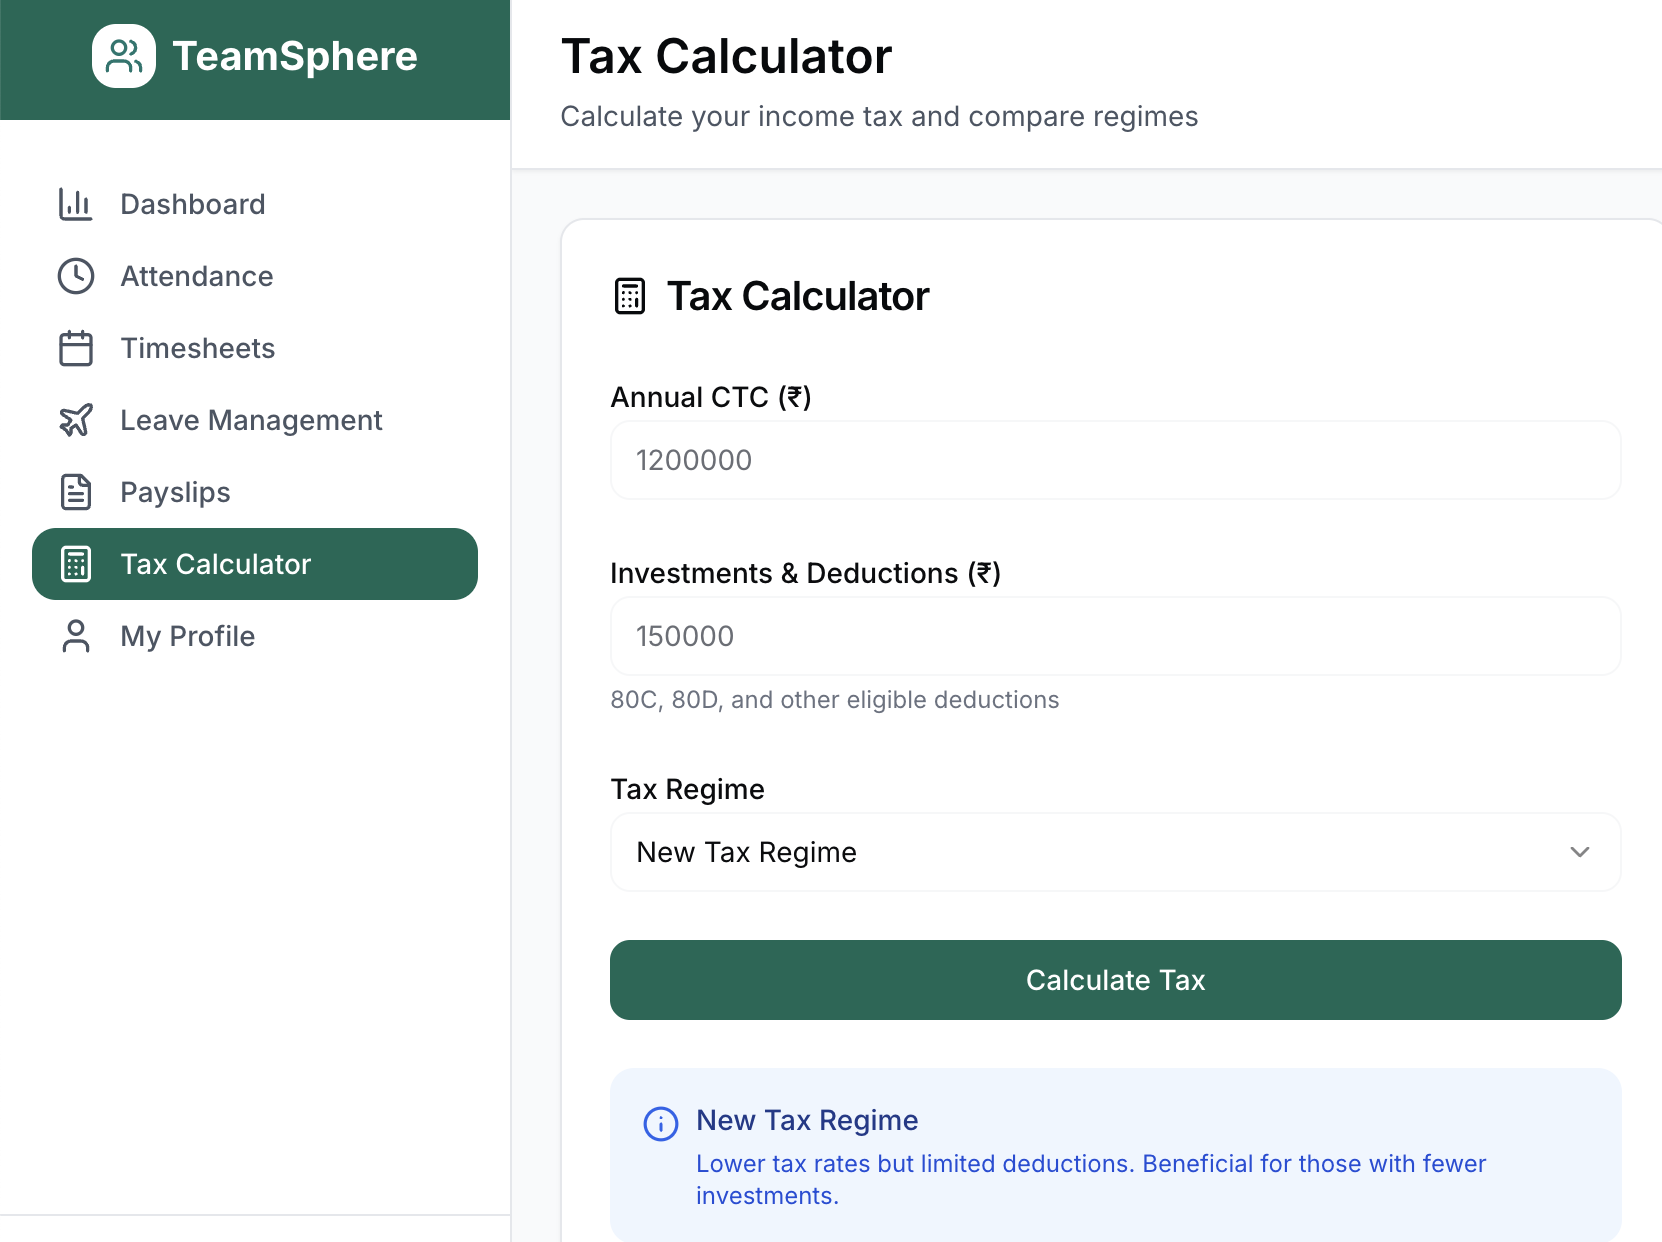 TeamSphere
Dashboard
Attendance
Timesheets
Leave Management
Payslips
Tax Calculator
My Profile
Tax Calculator
Calculate your income tax and compare regimes
Tax Calculator
Annual CTC (₹)
1200000
Investments & Deductions (₹)
150000
80C, 80D, and other eligible deductions
Tax Regime
New Tax Regime
Calculate Tax
New Tax Regime
Lower tax rates but limited deductions. Beneficial for those with fewer
investments.